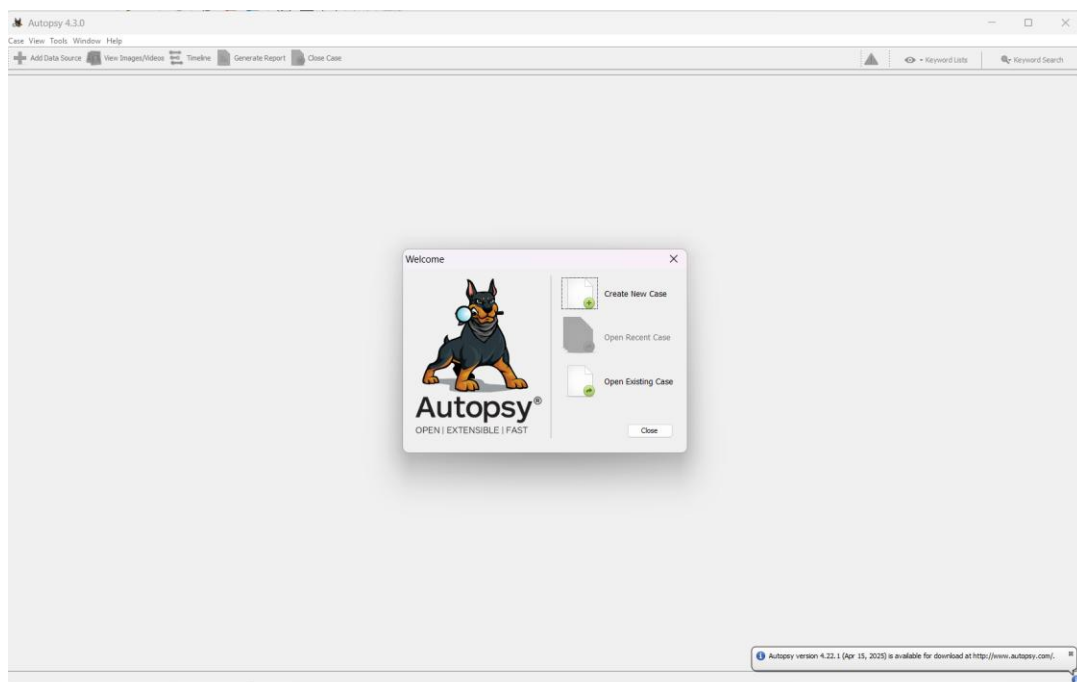 Autopsy 4.3.0
Case View Tools Window Help
Add Data Source View Images/Videos Timeline Generate Report Close Case Keyword Lists Keyword Search
Welcome
Create New Case
Open Recent Case
Open Existing Case
Autopsy®
OPEN | EXTENSIBLE | FAST
Close
Autopsy version 4.22.1 (Apr 15, 2025) is available for download at http://www.autopsy.com/.